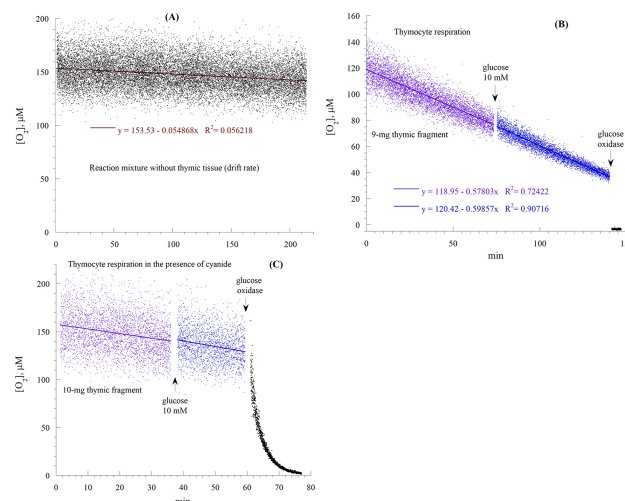 (A)
200
150
100
50
0
[O2], µM
y = 153.53 - 0.054868x R2= 0.056218
Reaction mixture without thymic tissue (drift rate)
0 50 100 150 200
(B)
160
140
120
100
80
60
40
20
0
[O2], µM
Thymocyte respiration
glucose
10 mM
9-mg thymic fragment
glucose
oxidase
y = 118.95 - 0.57803x R2= 0.72422
y = 120.42 - 0.59857x R2= 0.90716
0 50 100 1
min
Thymocyte respiration in the presence of cyanide
(C)
200
150
100
50
0
[O2], µM
glucose
oxidase
10-mg thymic fragment
glucose
10 mM
0 10 20 30 40 50 60 70 80
min